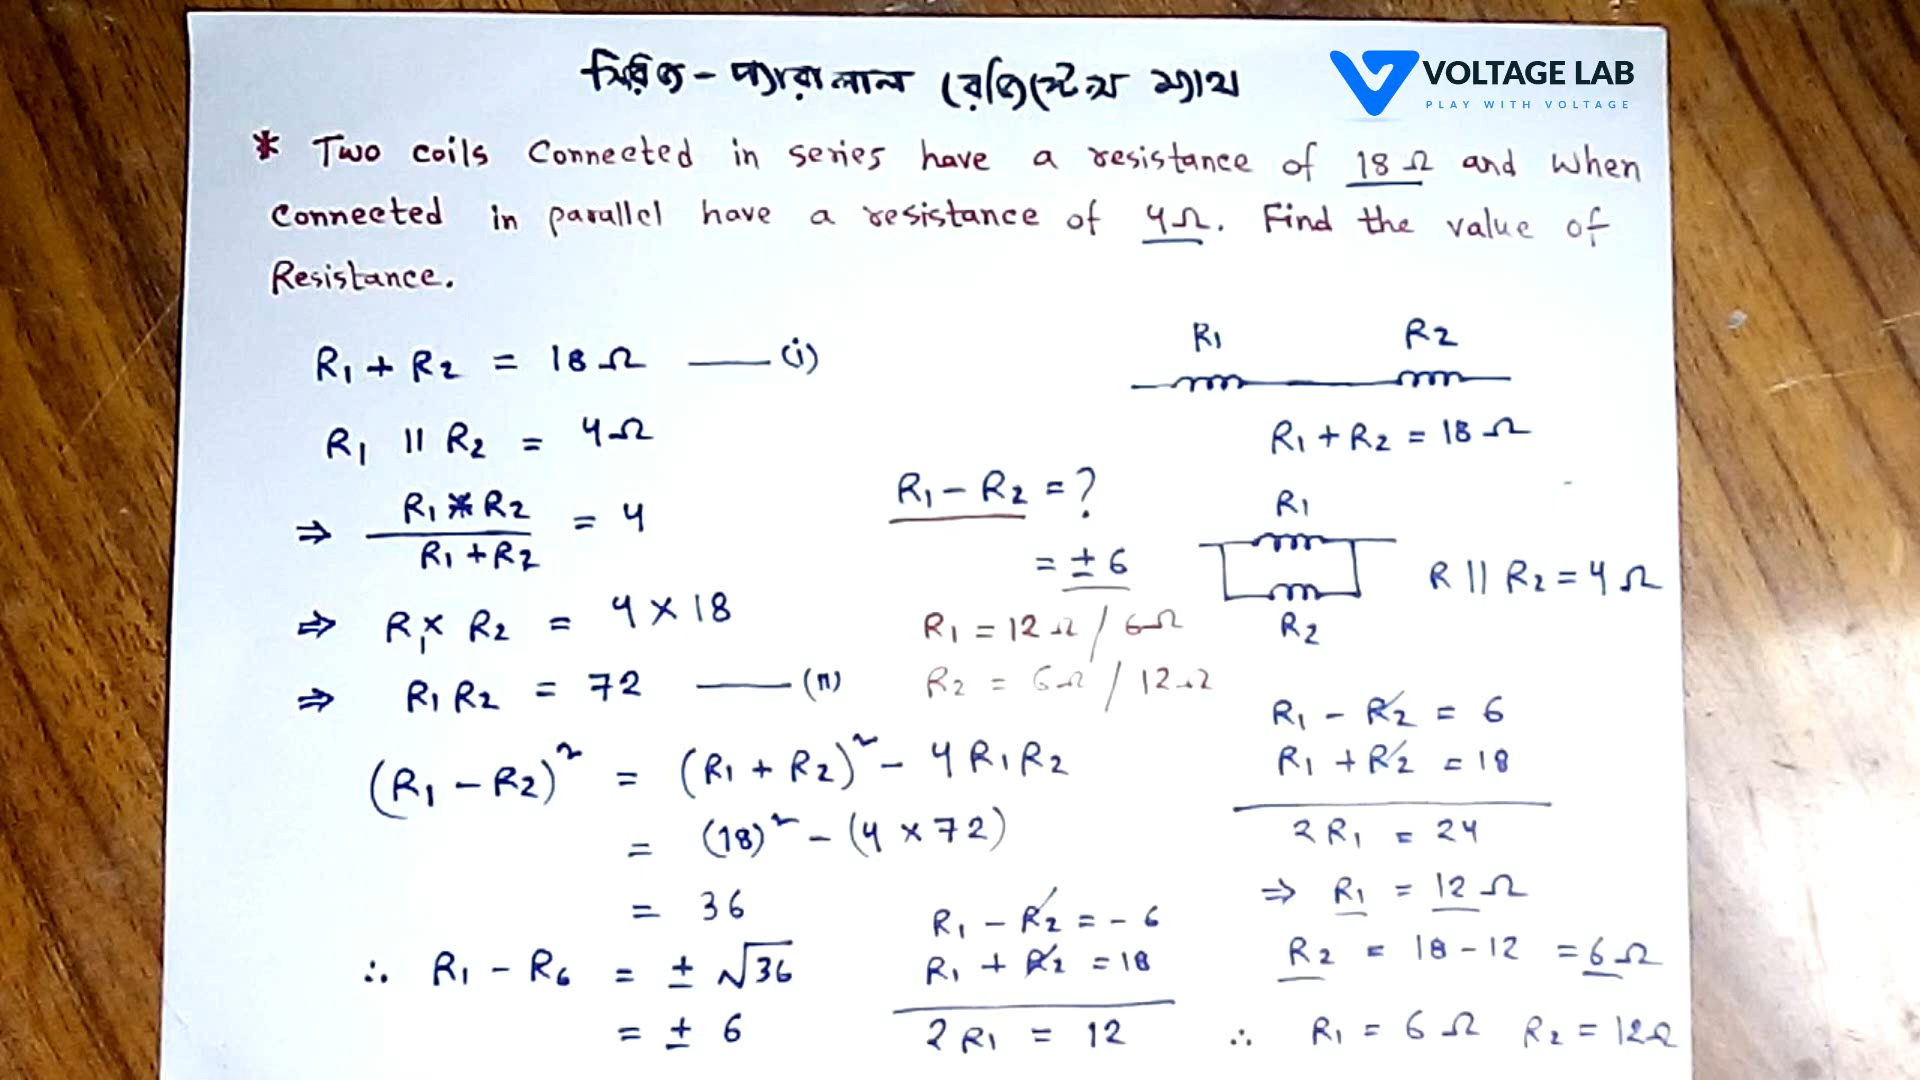 সিরিজ - প্যারালাল রেজিস্টেন্স ম্যাথ
VOLTAGE LAB
PLAY WITH VOLTAGE
* Two coils connected in series have a resistance of 18 Ω and when
connected in parallel have a resistance of 4Ω. Find the value of
Resistance.
R1 + R2 = 18 Ω —— (i)
R1 || R2 = 4Ω
⇒ R1 * R2 / R1 + R2 = 4
⇒ R1 × R2 = 4 × 18
⇒ R1 R2 = 72 —— (ii)
(R1 - R2)² = (R1 + R2)² - 4 R1 R2
= (18)² - (4 × 72)
= 36
∴ R1 - R6 = ± √36
= ± 6
R1 - R2 = ?
= ± 6
R1 = 12 Ω / 6Ω
R2 = 6Ω / 12Ω
R1 - R2 = - 6
R1 + R2 = 18
2 R1 = 12
R1 R2
R1 + R2 = 18 Ω
R1
R || R2 = 4 Ω
R2
R1 - R2 = 6
R1 + R2 = 18
2 R1 = 24
⇒ R1 = 12 Ω
R2 = 18 - 12 = 6 Ω
∴ R1 = 6 Ω R2 = 12Ω